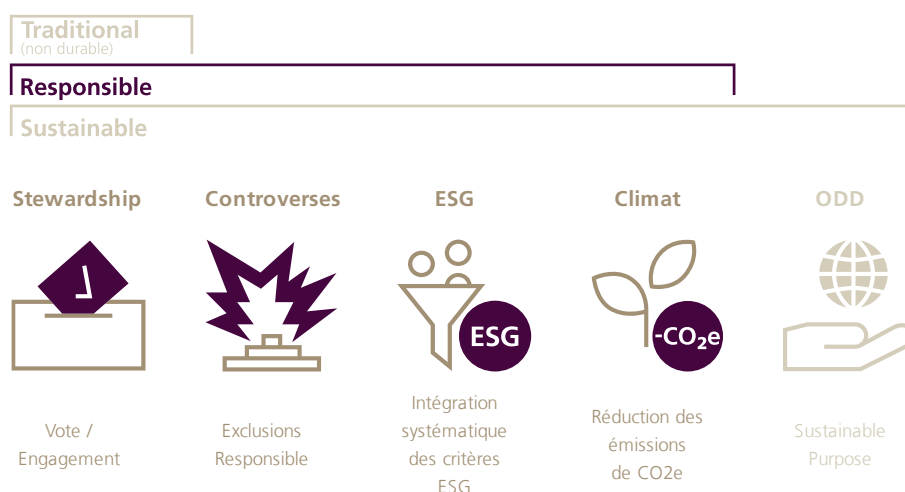 Traditional
(non durable)
Responsible
Sustainable
Stewardship
Controverses
ESG
Climat
ODD
ESG
-CO₂e
Vote /
Engagement
Exclusions
Responsible
Intégration
systématique
des critères
ESG
Réduction des
émissions
de CO2e
Sustainable
Purpose